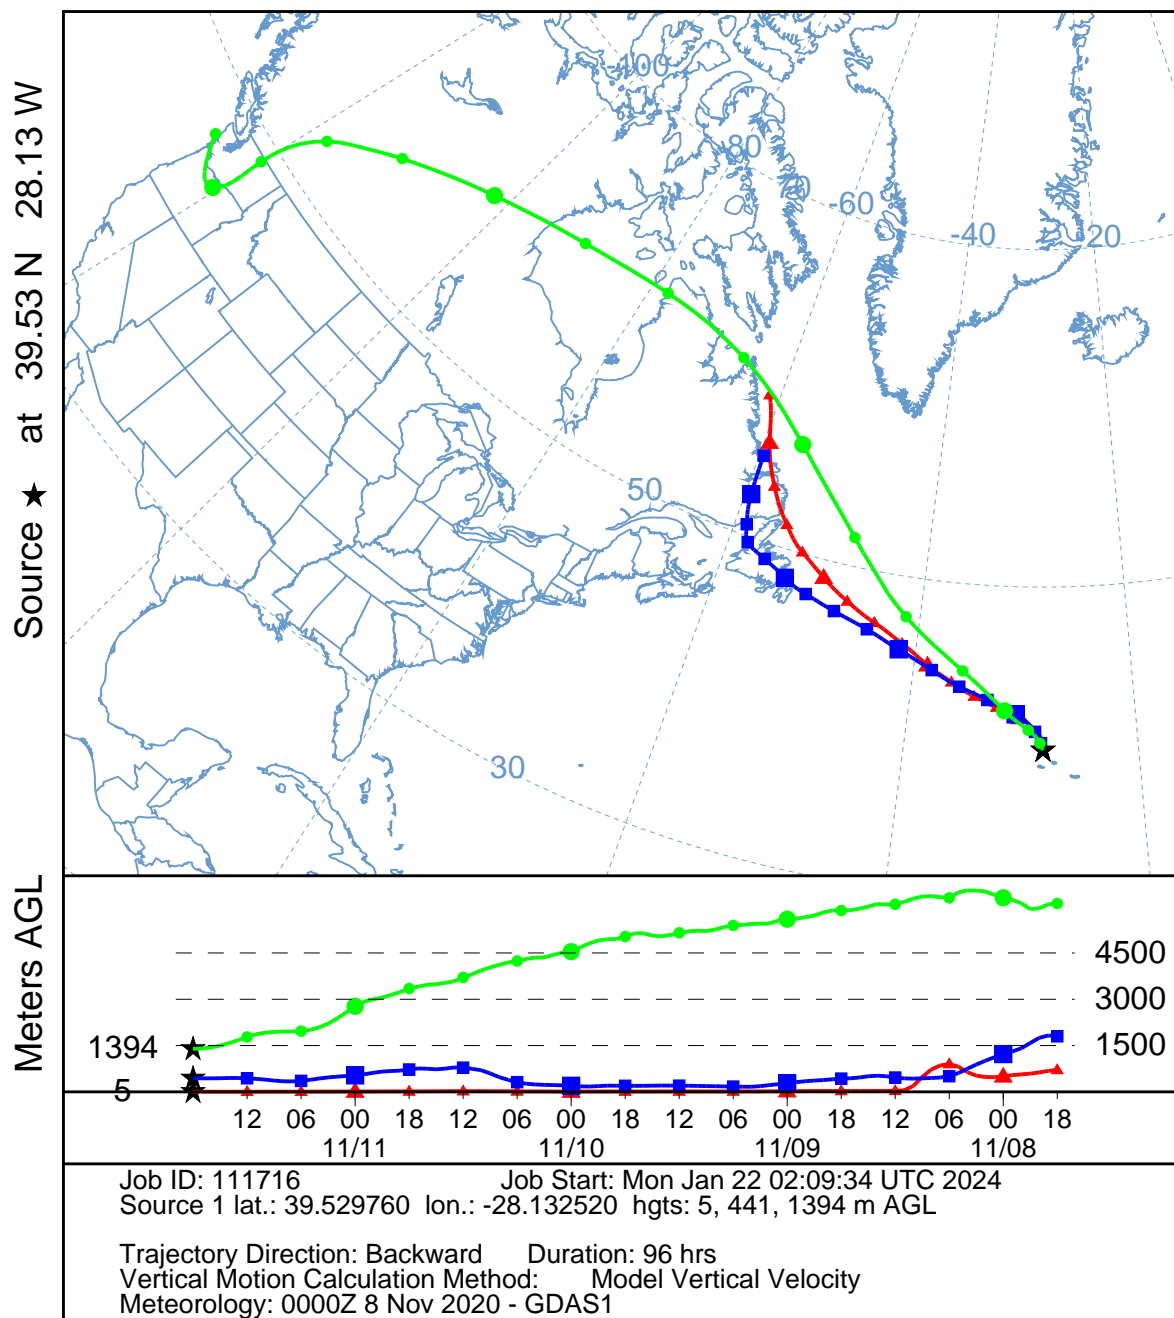 Source ★ at 39.53 N 28.13 W
-100
-80
70
-60
-40
-20
50
30
Meters AGL
4500
3000
1500
1394
5
12 06 00 18 12 06 00 18 12 06 00 18 12 06 00 18
11/11 11/10 11/09 11/08
Job ID: 111716 Job Start: Mon Jan 22 02:09:34 UTC 2024
Source 1 lat.: 39.529760 lon.: -28.132520 hgts: 5, 441, 1394 m AGL
Trajectory Direction: Backward Duration: 96 hrs
Vertical Motion Calculation Method: Model Vertical Velocity
Meteorology: 0000Z 8 Nov 2020 - GDAS1